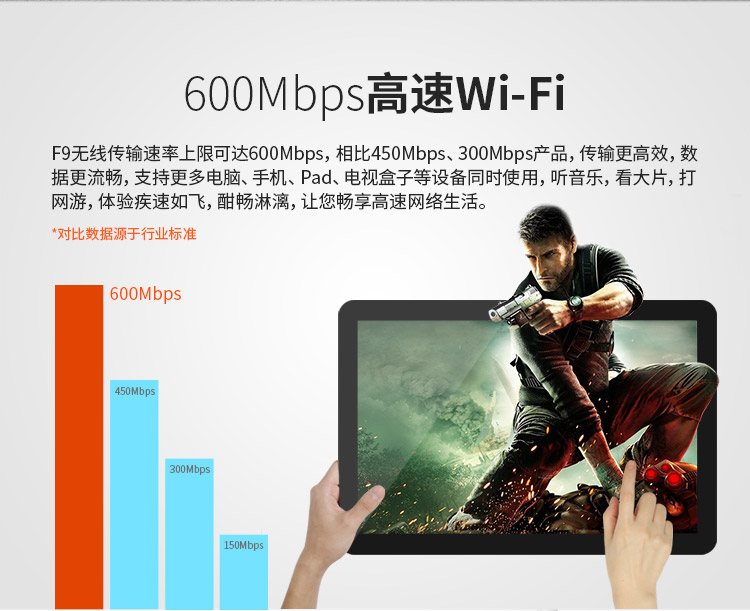 600Mbps高速Wi-Fi
F9无线传输速率上限可达600Mbps，相比450Mbps、300Mbps产品，传输更高效，数
据更流畅，支持更多电脑、手机、Pad、电视盒子等设备同时使用，听音乐，看大片，打
网游，体验疾速如飞，酣畅淋漓，让您畅享高速网络生活。
*对比数据源于行业标准
600Mbps
450Mbps
300Mbps
150Mbps